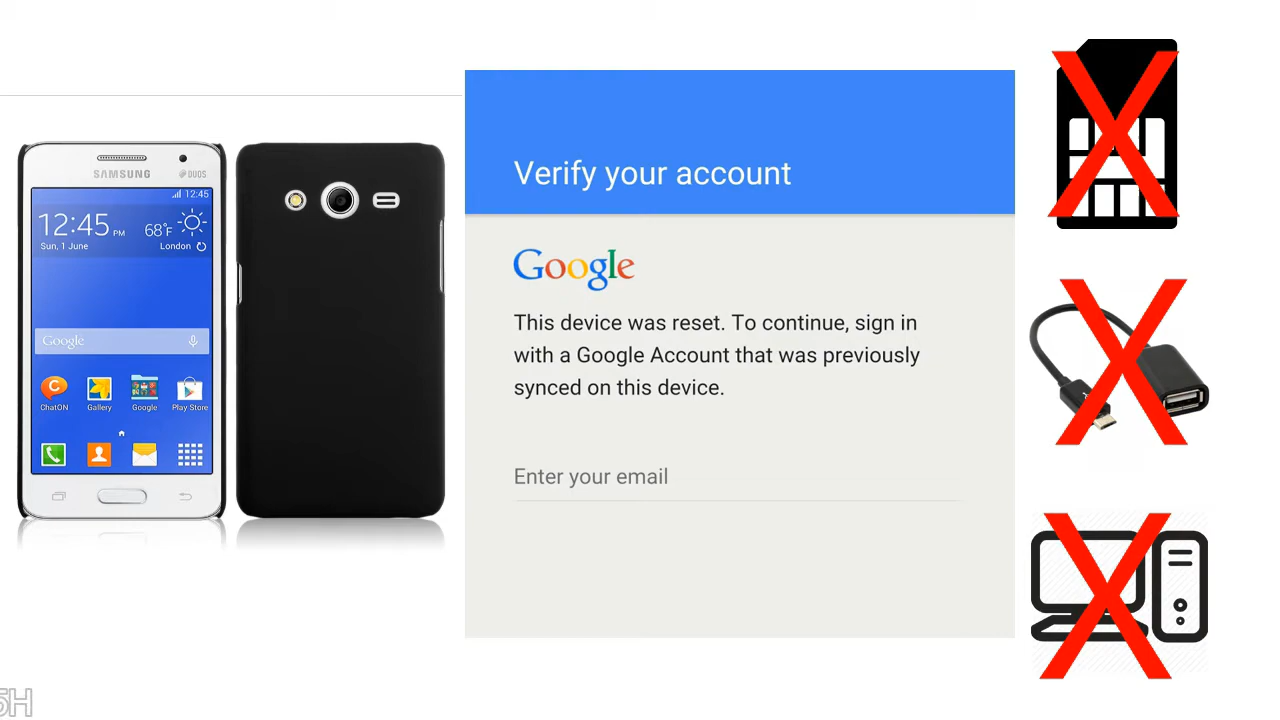 SAMSUNG DUOS
12:45
12:45 PM
68°F
Sun, 1 June
London
Google
ChatON Gallery Google Play Store
Verify your account
Google
This device was reset. To continue, sign in
with a Google Account that was previously
synced on this device.
Enter your email
5H